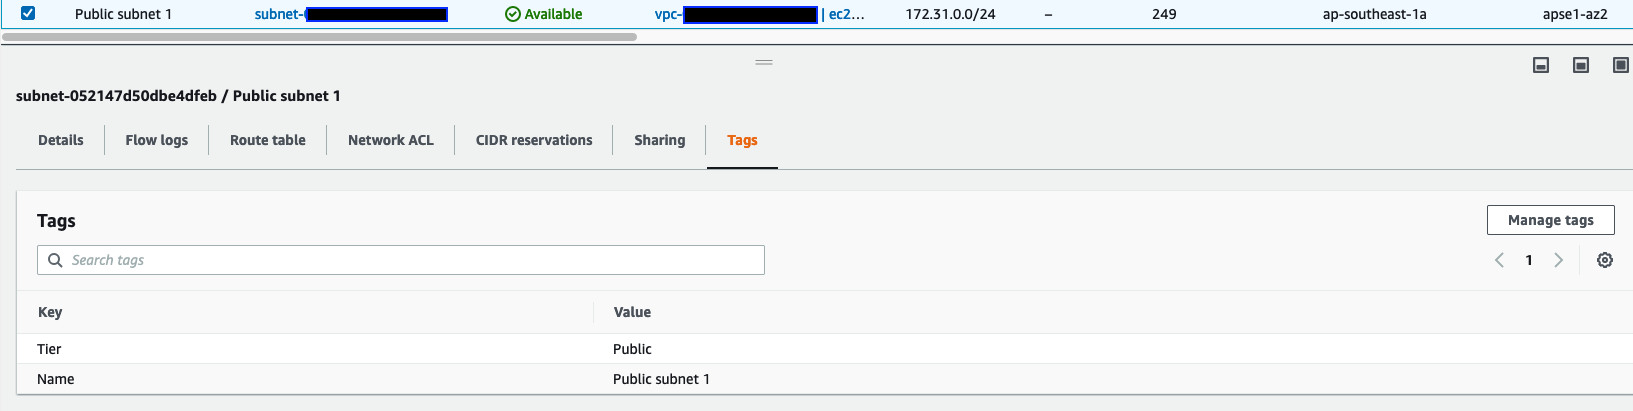 Public subnet 1 subnet- Available vpc- | ec2... 172.31.0.0/24 – 249 ap-southeast-1a apse1-az2
subnet-052147d50dbe4dfeb / Public subnet 1
Details Flow logs Route table Network ACL CIDR reservations Sharing Tags
Tags
Manage tags
Search tags
1
Key Value
Tier Public
Name Public subnet 1